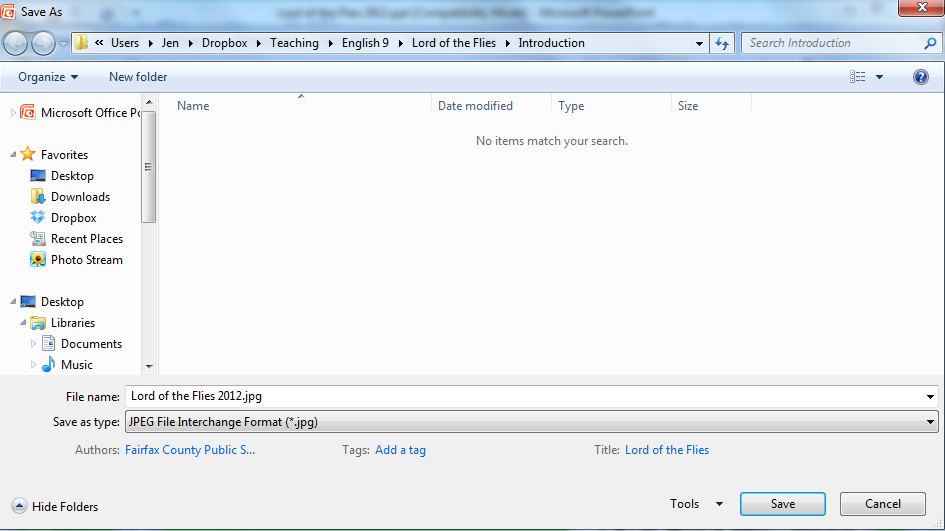 Save As
Lord of the Flies 2012.ppt [Compatibility Mode] - Microsoft PowerPoint
« Users Jen Dropbox Teaching English 9 Lord of the Flies Introduction
Search Introduction
Organize New folder
Name Date modified Type Size
No items match your search.
Microsoft Office Po
Favorites
Desktop
Downloads
Dropbox
Recent Places
Photo Stream
Desktop
Libraries
Documents
Music
File name: Lord of the Flies 2012.jpg
Save as type: JPEG File Interchange Format (*.jpg)
Authors: Fairfax County Public S... Tags: Add a tag Title: Lord of the Flies
Hide Folders Tools Save Cancel